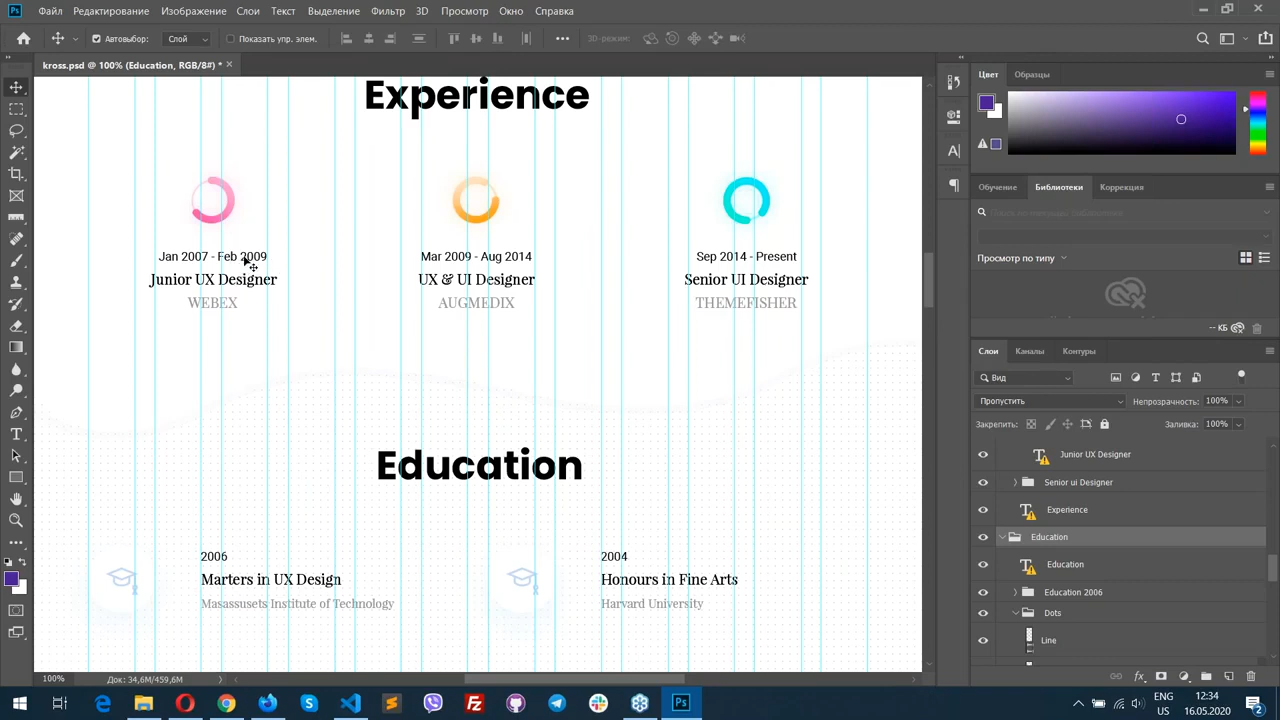 Ps Файл Редактирование Изображение Слои Текст Выделение Фильтр 3D Просмотр Окно Справка
Автовыбор: Слой Показать упр. элем. 3D-режим:
kross.psd @ 100% (Education, RGB/8#) *
Experience
Jan 2007 - Feb 2009
Junior UX Designer
WEBEX
Mar 2009 - Aug 2014
UX & UI Designer
AUGMEDIX
Sep 2014 - Present
Senior UI Designer
THEMEFISHER
Education
2006
Marters in UX Design
Masassusets Institute of Technology
2004
Honours in Fine Arts
Harvard University
100% Док: 34,6M/459,6M
Цвет Образцы
Обучение Библиотеки Коррекция
Просмотр по типу
-- КБ
Слои Каналы Контуры
Вид
Пропустить Непрозрачность: 100%
Закрепить: Заливка: 100%
Junior UX Designer
Senior ui Designer
Experience
Education
Education
Education 2006
Dots
Line
ENG
US
12:34
16.05.2020